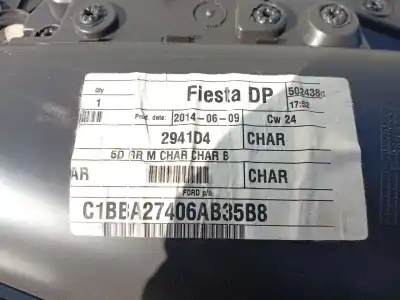 Qty
1
Fiesta DP
Prod. date: 2014-06-09
17:52
Cw 24
2941D4
CHAR
5D RR M CHAR CHAR B
AR
CHAR
FORD p/n
C1BBA27406AB35B8